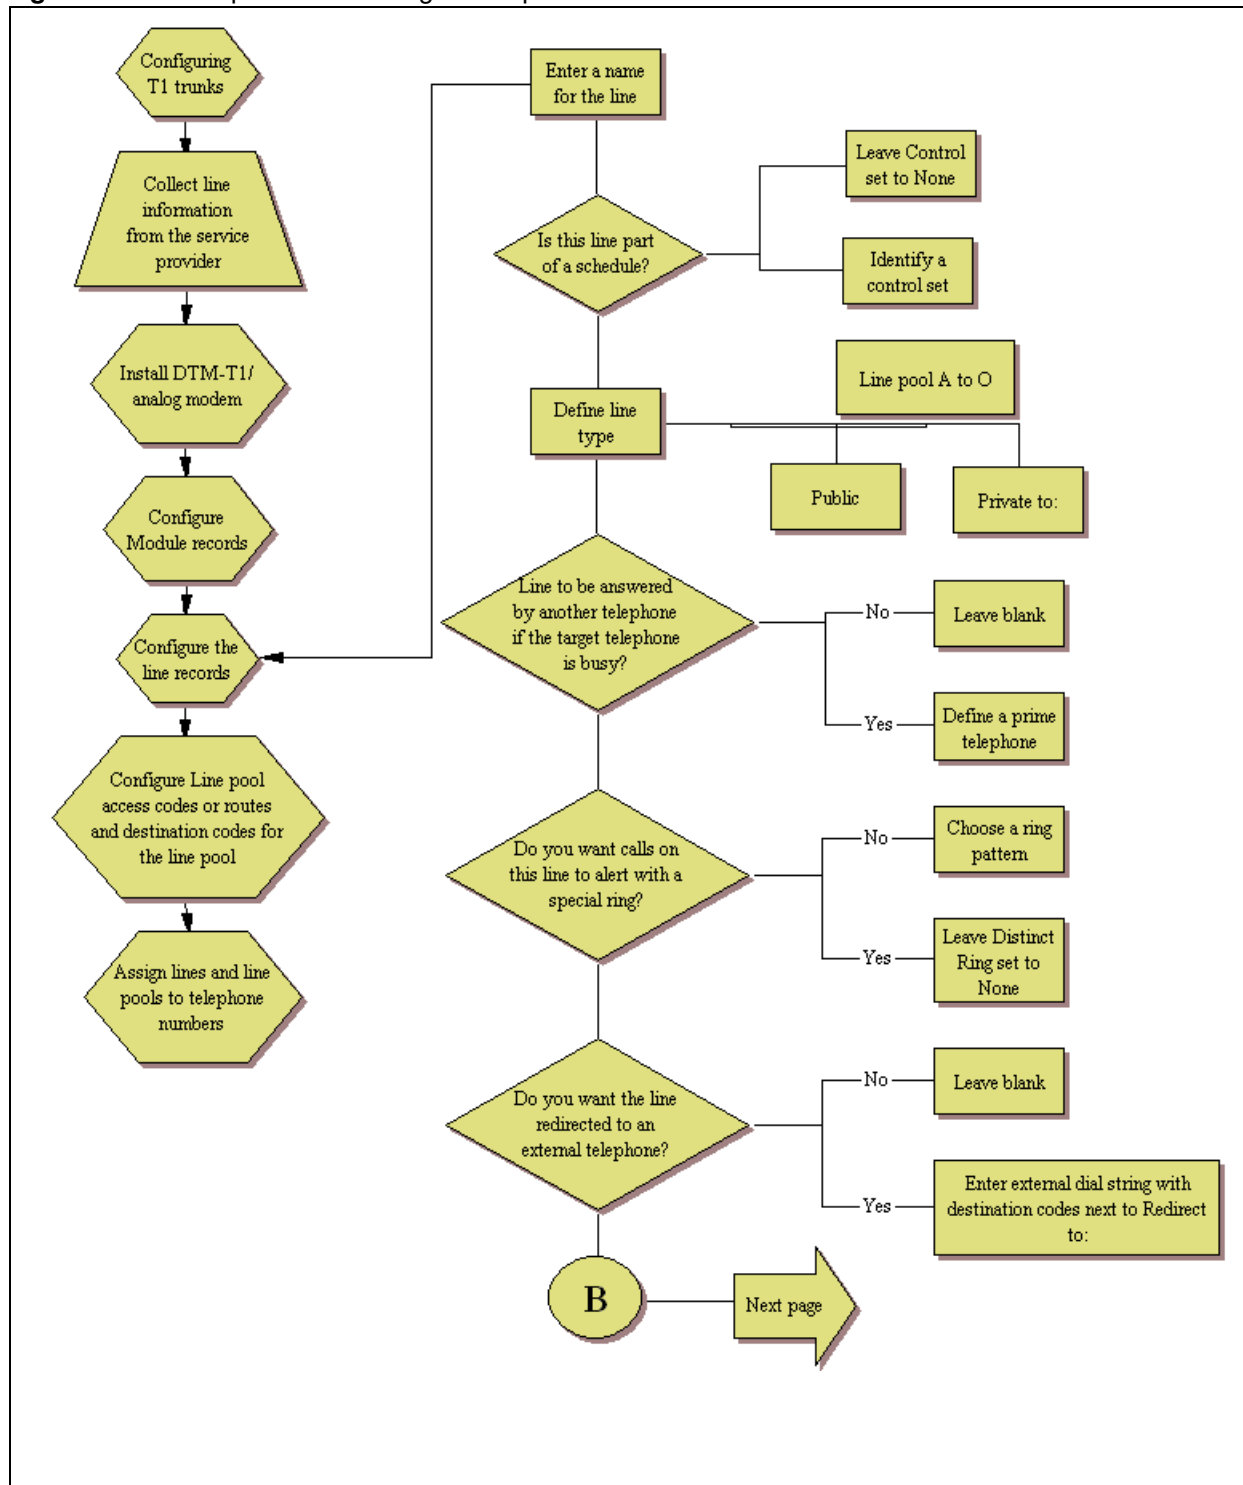 Configuring
T1 trunks
Collect line
information
from the service
provider
Install DTM-T1/
analog modem
Configure
Module records
Configure the
line records
Configure Line pool
access codes or routes
and destination codes for
the line pool
Assign lines and line
pools to telephone
numbers
Enter a name
for the line
Is this line part
of a schedule?
Leave Control
set to None
Identify a
control set
Define line
type
Line pool A to O
Public
Private to:
Line to be answered
by another telephone
if the target telephone
is busy?
No
Leave blank
Yes
Define a prime
telephone
Do you want calls on
this line to alert with a
special ring?
No
Choose a ring
pattern
Yes
Leave Distinct
Ring set to
None
Do you want the line
redirected to an
external telephone?
No
Leave blank
Yes
Enter external dial string with
destination codes next to Redirect
to:
B
Next page